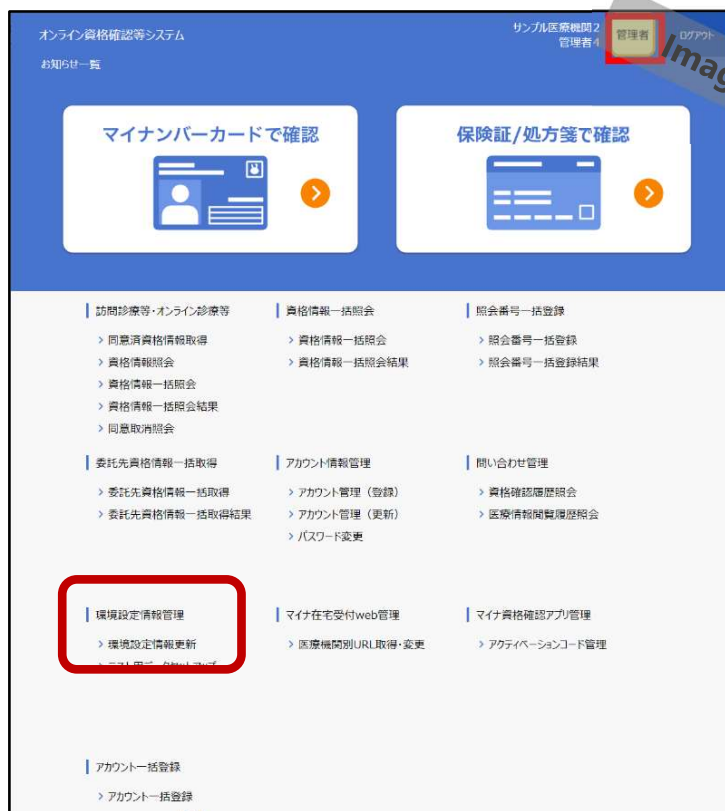 オンライン資格確認等システム
サンプル医療機関2
管理者4
管理者
ログアウト
Imag
お知らせ一覧
マイナンバーカードで確認
保険証/処方箋で確認
訪問診療等・オンライン診療等
> 同意済資格情報取得
> 資格情報照会
> 資格情報一括照会
> 資格情報一括照会結果
> 同意取消照会
資格情報一括照会
> 資格情報一括照会
> 資格情報一括照会結果
照会番号一括登録
> 照会番号一括登録
> 照会番号一括登録結果
委託先資格情報一括取得
> 委託先資格情報一括取得
> 委託先資格情報一括取得結果
アカウント情報管理
> アカウント管理（登録）
> アカウント管理（更新）
> パスワード変更
問い合わせ管理
> 資格確認履歴照会
> 医療情報閲覧履歴照会
環境設定情報管理
> 環境設定情報更新
マイナ在宅受付web管理
> 医療機関別URL取得・変更
マイナ資格確認アプリ管理
> アクティベーションコード管理
アカウント一括登録
> アカウント一括登録